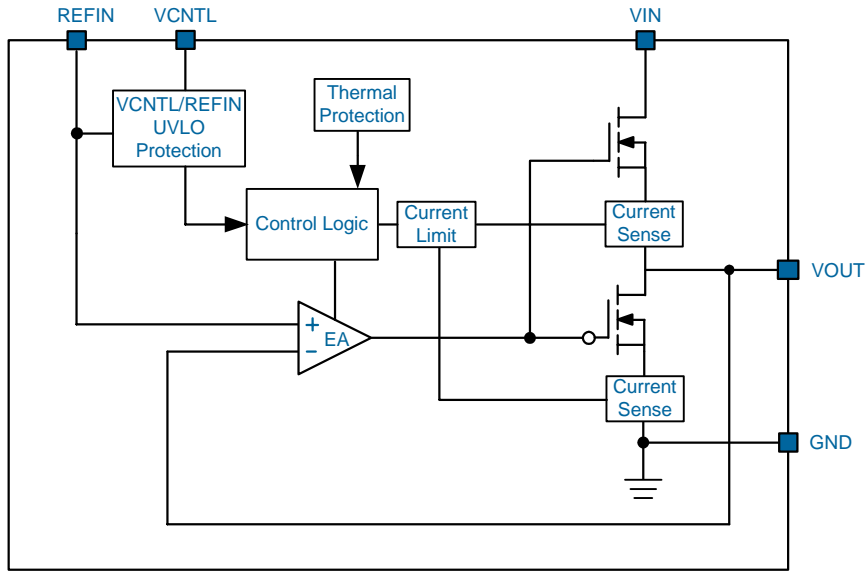 REFIN
VCNTL
VIN
VCNTL/REFIN
UVLO
Protection
Thermal
Protection
Control Logic
Current
Limit
Current
Sense
VOUT
+
EA
−
Current
Sense
GND